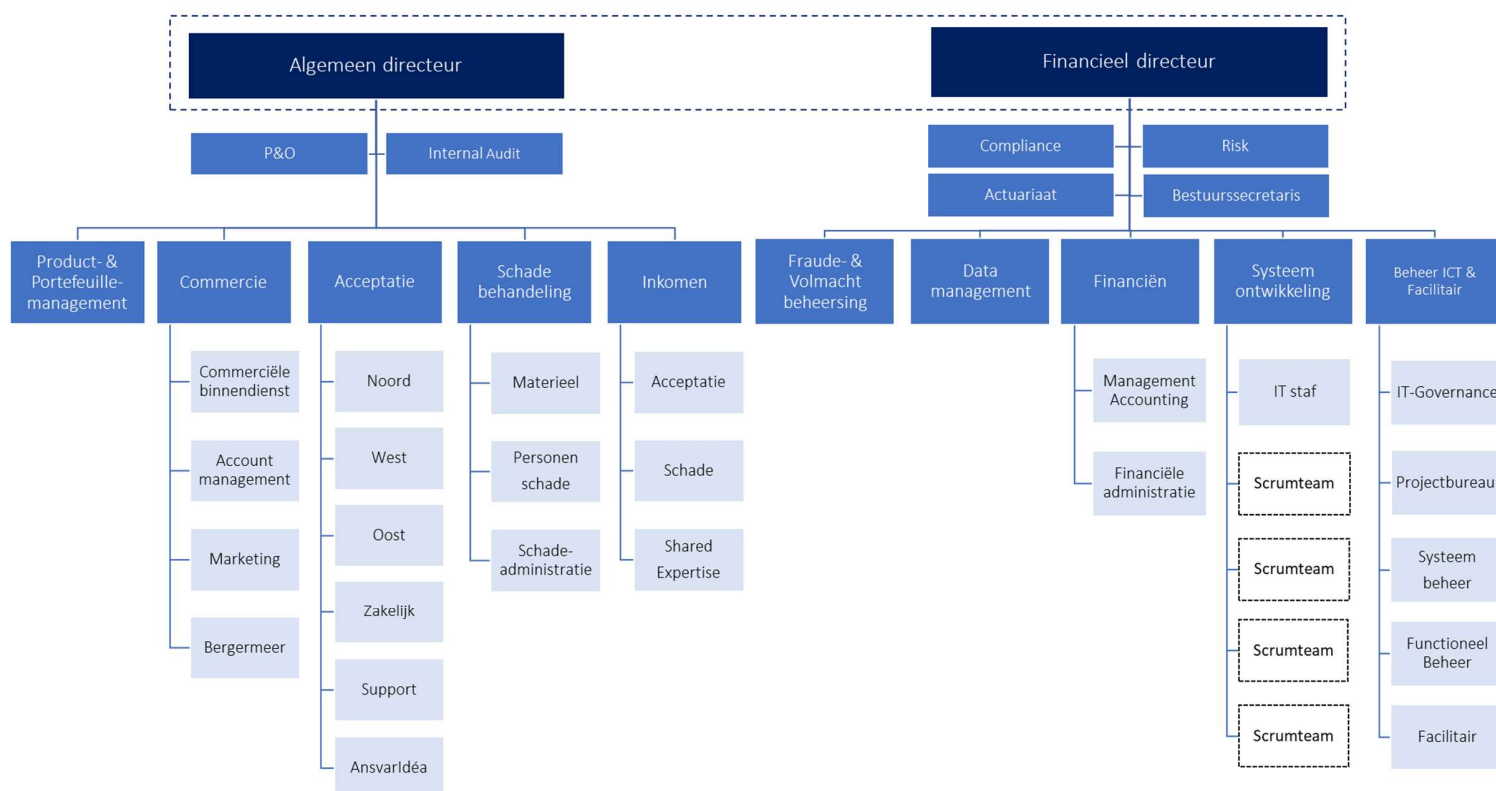 Algemeen directeur
Financieel directeur
P&O
Internal Audit
Compliance
Risk
Actuariaat
Bestuurssecretaris
Product- &
Portefeuille-
management
Commercie
Acceptatie
Schade
behandeling
Inkomen
Fraude- &
Volmacht
beheersing
Data
management
Financiën
Systeem
ontwikkeling
Beheer ICT &
Facilitair
Commerciële
binnendienst
Account
management
Marketing
Bergermeer
Noord
West
Oost
Zakelijk
Support
AnsvarIdéa
Materieel
Personen
schade
Schade-
administratie
Acceptatie
Schade
Shared
Expertise
Management
Accounting
Financiële
administratie
IT staf
Scrumteam
Scrumteam
Scrumteam
Scrumteam
IT-Governance
Projectbureau
Systeem
beheer
Functioneel
Beheer
Facilitair